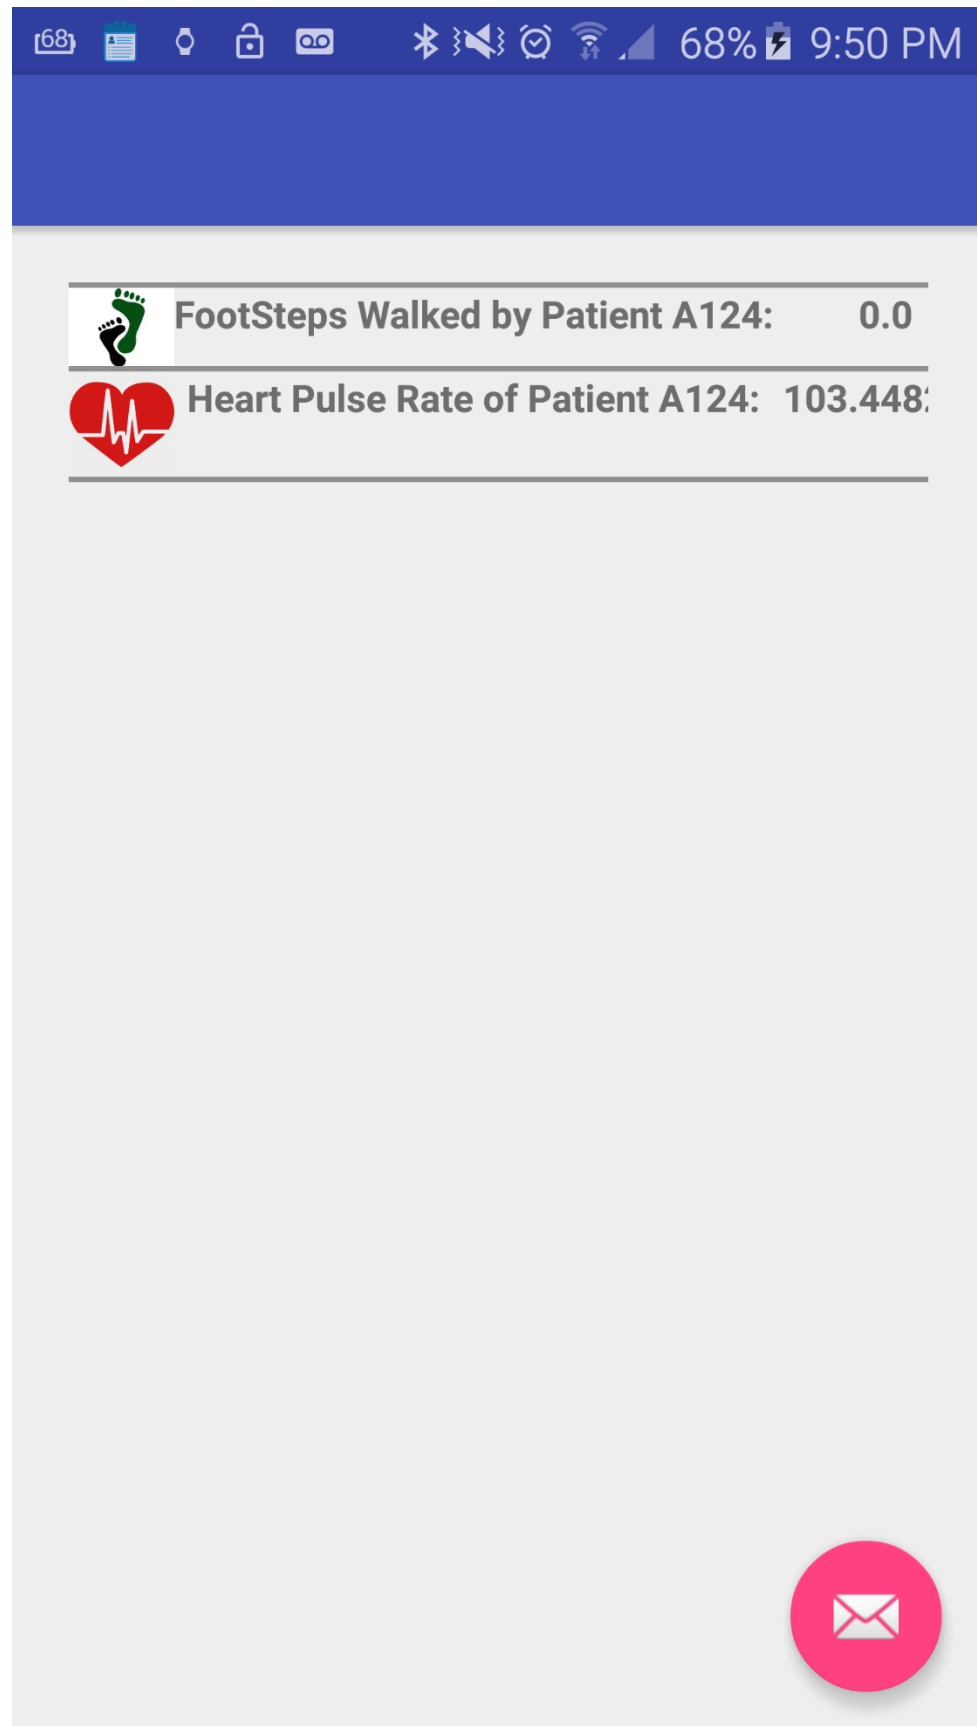 68 68% 9:50 PM
FootSteps Walked by Patient A124: 0.0
Heart Pulse Rate of Patient A124: 103.448